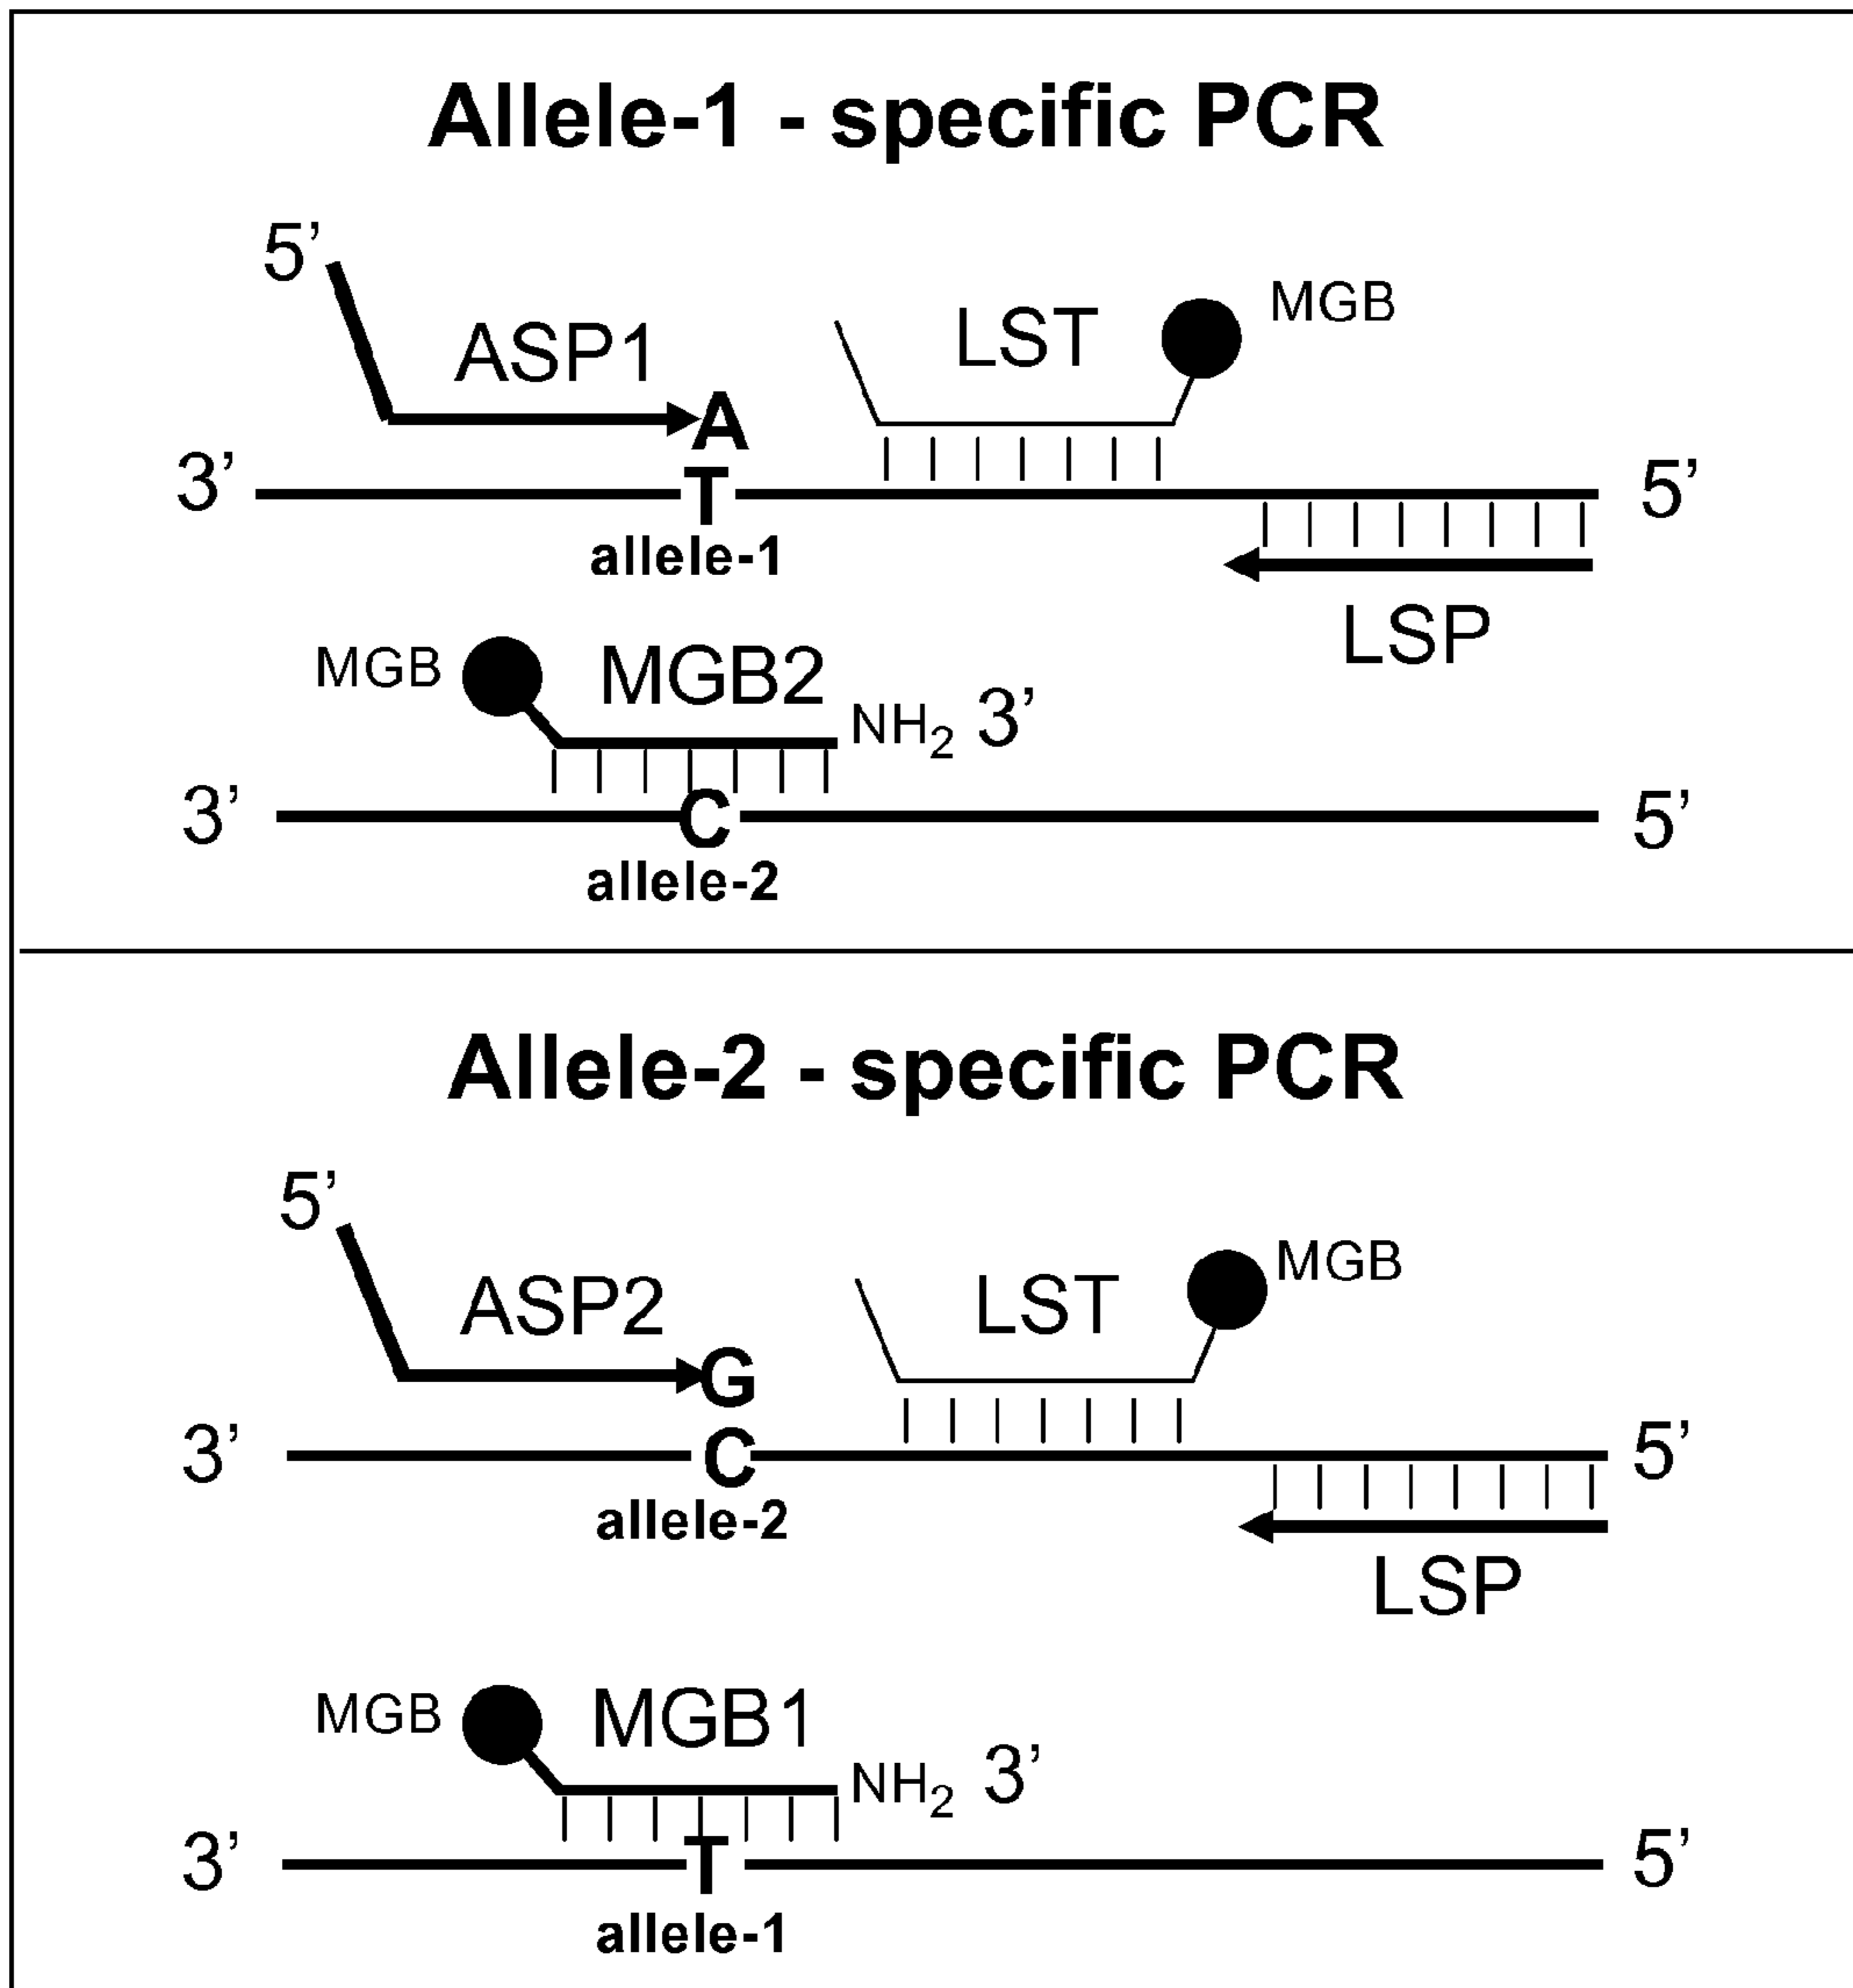 Allele-1 - specific PCR
5’
ASP1
A
LST
MGB
3’
T
5’
allele-1
LSP
MGB
MGB2
NH2 3’
3’
C
5’
allele-2
Allele-2 - specific PCR
5’
ASP2
G
LST
MGB
3’
C
5’
allele-2
LSP
MGB
MGB1
NH2 3’
3’
T
5’
allele-1